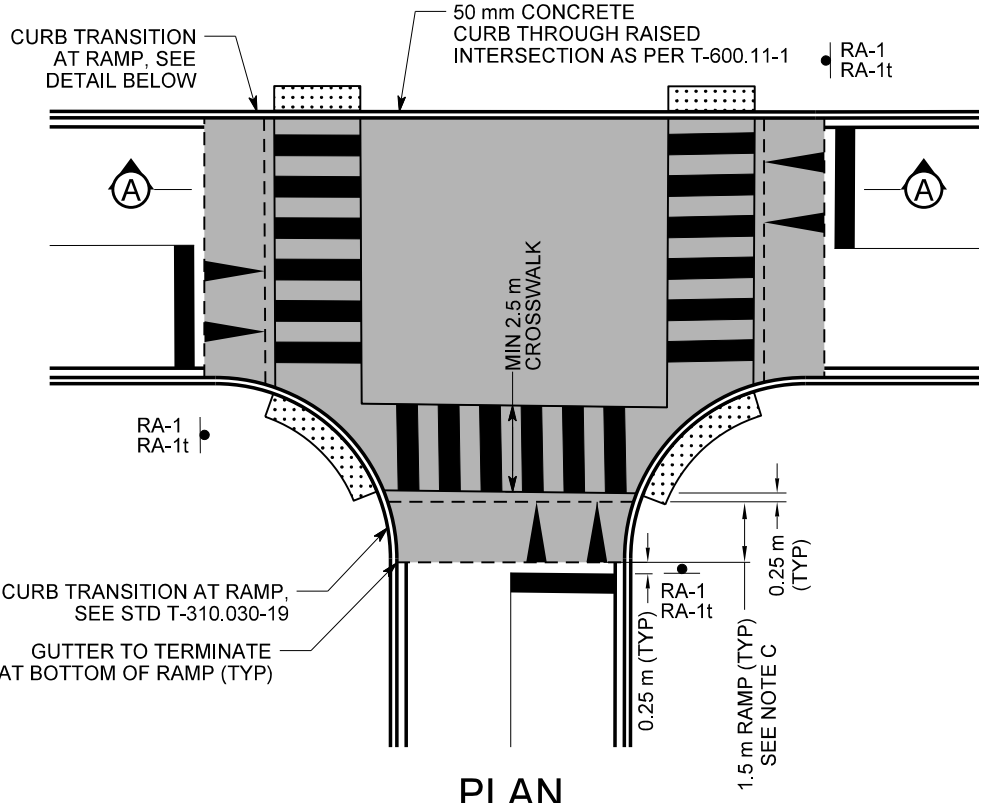 CURB TRANSITION
AT RAMP, SEE
DETAIL BELOW
50 mm CONCRETE
CURB THROUGH RAISED
INTERSECTION AS PER T-600.11-1
RA-1
RA-1t
A
A
MIN 2.5 m
CROSSWALK
RA-1
RA-1t
CURB TRANSITION AT RAMP,
SEE STD T-310.030-19
GUTTER TO TERMINATE
AT BOTTOM OF RAMP (TYP)
0.25 m (TYP)
RA-1
RA-1t
1.5 m RAMP (TYP)
SEE NOTE C
0.25 m
(TYP)
PLAN